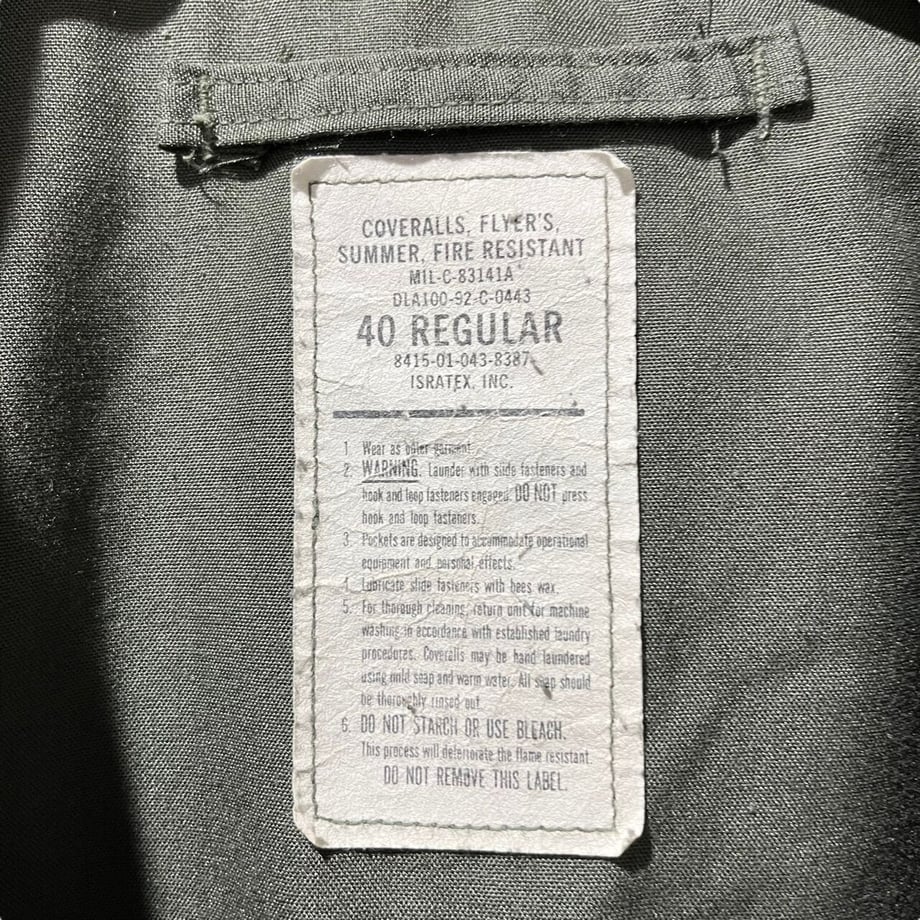 COVERALLS, FLYER'S,
SUMMER, FIRE RESISTANT
MIL-C-83141A
DLA100-92-C-0443
40 REGULAR
8415-01-043-8387
ISRATEX, INC.
1 Wear as outer garment.
2. WARNING. Launder with slide fasteners and
hook and loop fasteners engaged. DO NOT press
hook and loop fasteners.
3. Pockets are designed to accommodate operational
equipment and personal effects.
4. Lubricate slide fasteners with bees wax.
5. For thorough cleaning, return unit for machine
washing in accordance with established laundry
procedures. Coveralls may be hand laundered
using mild soap and warm water. All soap should
be thoroughly rinsed out.
6. DO NOT STARCH OR USE BLEACH.
This process will deteriorate the flame resistant.
DO NOT REMOVE THIS LABEL.